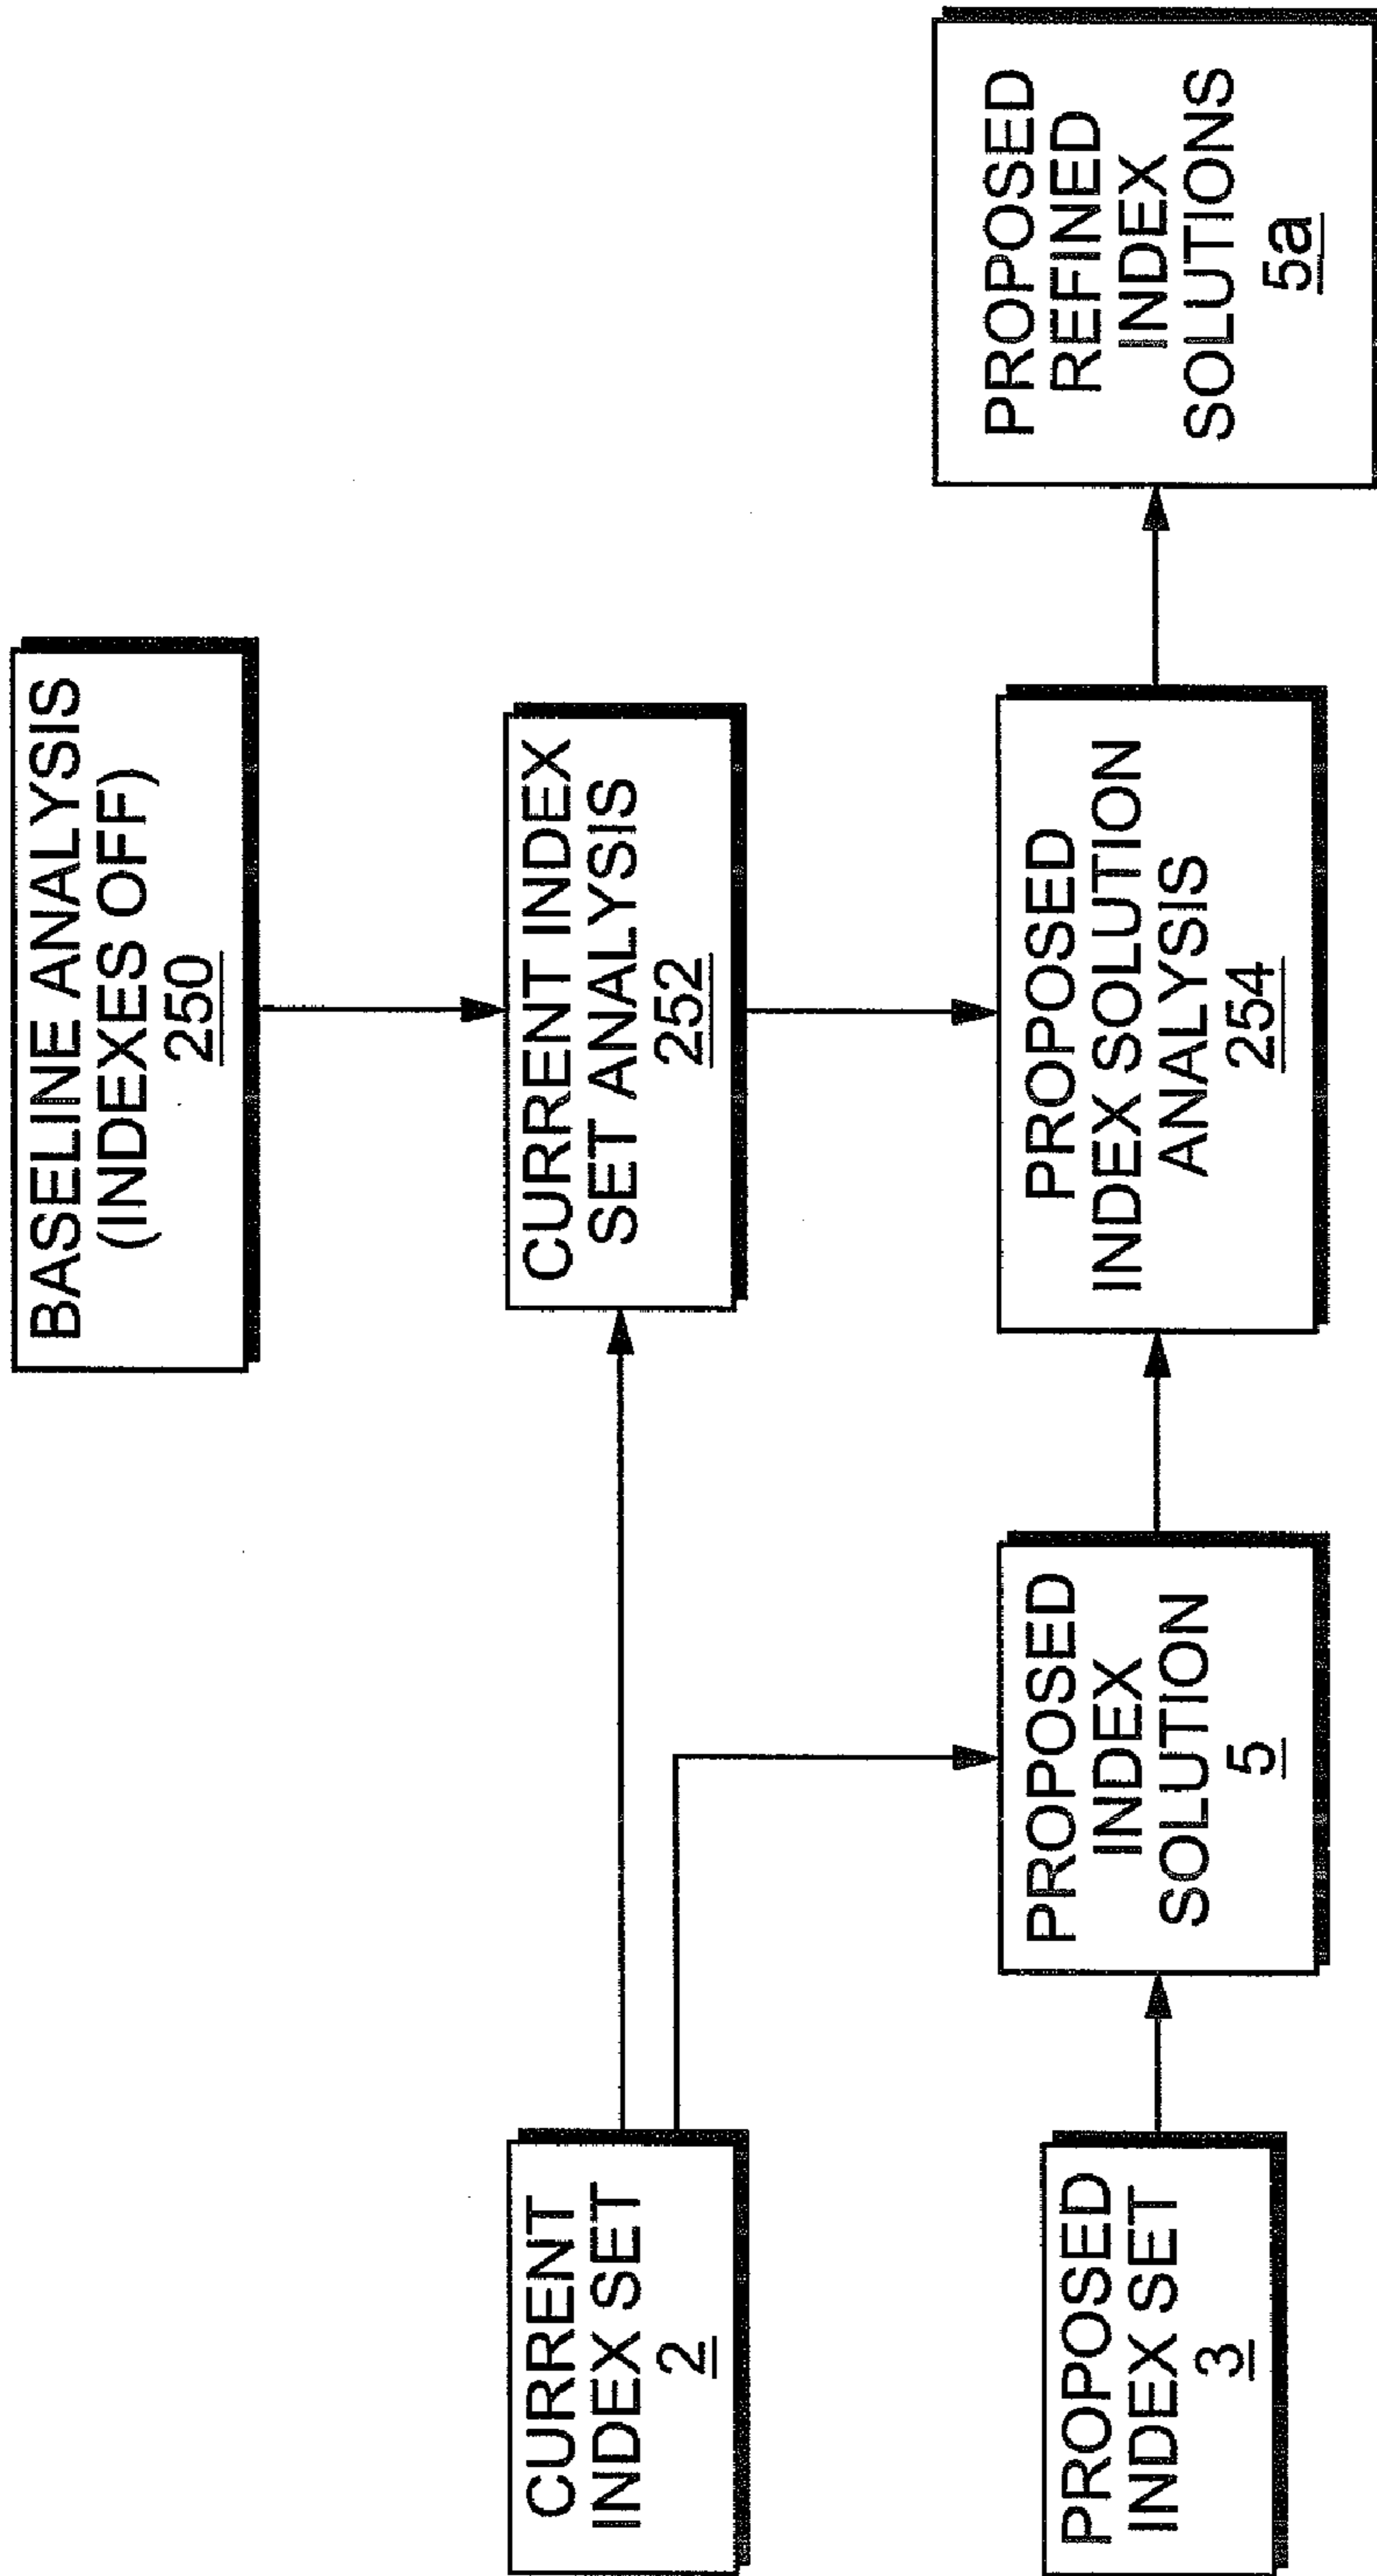 BASELINE ANALYSIS
(INDEXES OFF)
250
CURRENT
INDEX SET
2
CURRENT INDEX
SET ANALYSIS
252
PROPOSED
INDEX SET
3
PROPOSED
INDEX
SOLUTION
5
PROPOSED
INDEX SOLUTION
ANALYSIS
254
PROPOSED
REFINED
INDEX
SOLUTIONS
5a